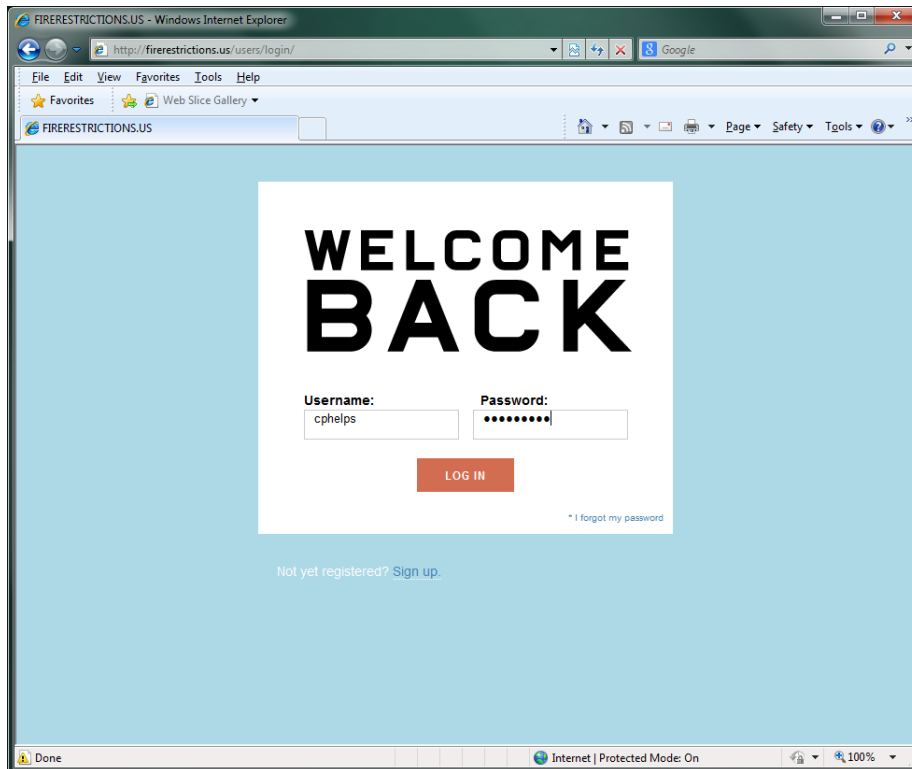 FIRERESTRICTIONS.US - Windows Internet Explorer
http://firerestrictions.us/users/login/
Google
File Edit View Favorites Tools Help
Favorites Web Slice Gallery
FIRERESTRICTIONS.US
Page Safety Tools
WELCOME
BACK
Username: Password:
cphelps •••••••••
LOG IN
* I forgot my password
Not yet registered? Sign up.
Done Internet | Protected Mode: On 100%